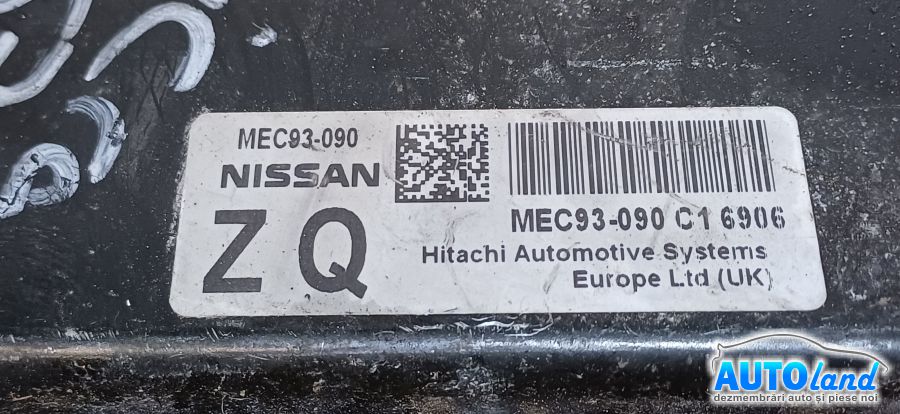 MEC93-090
NISSAN
Z Q
MEC93-090 C1 6906
Hitachi Automotive Systems
Europe Ltd (UK)
AUTOland
dezmembrări auto și piese noi